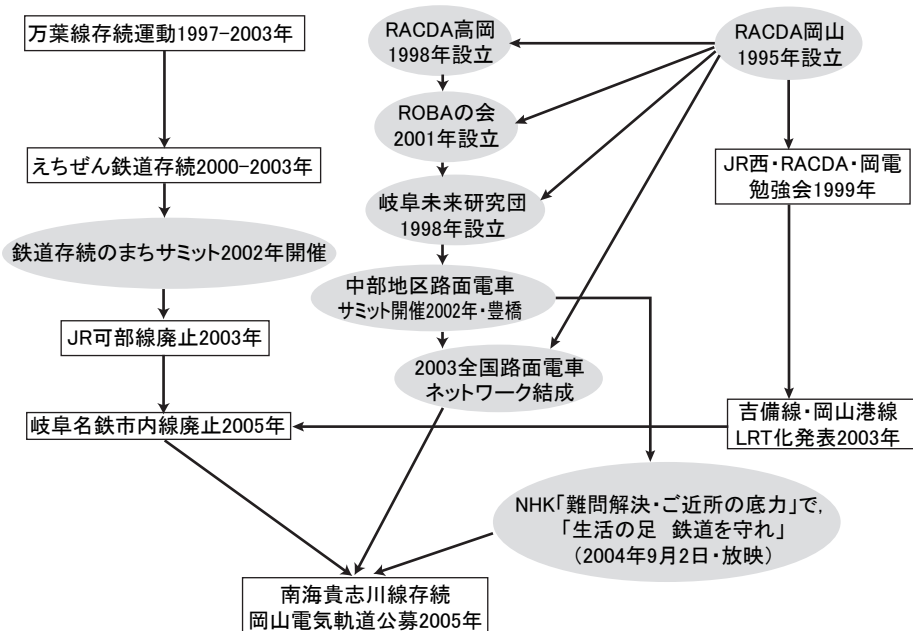 万葉線存続運動1997-2003年
えちぜん鉄道存続2000-2003年
鉄道存続のまちサミット2002年開催
JR可部線廃止2003年
岐阜名鉄市内線廃止2005年
RACDA高岡
1998年設立
ROBAの会
2001年設立
岐阜未来研究団
1998年設立
中部地区路面電車
サミット開催2002年・豊橋
2003全国路面電車
ネットワーク結成
RACDA岡山
1995年設立
JR西・RACDA・岡電
勉強会1999年
吉備線・岡山港線
LRT化発表2003年
NHK「難問解決・ご近所の底力」で，
「生活の足　鉄道を守れ」
（2004年9月2日・放映）
南海貴志川線存続
岡山電気軌道公募2005年